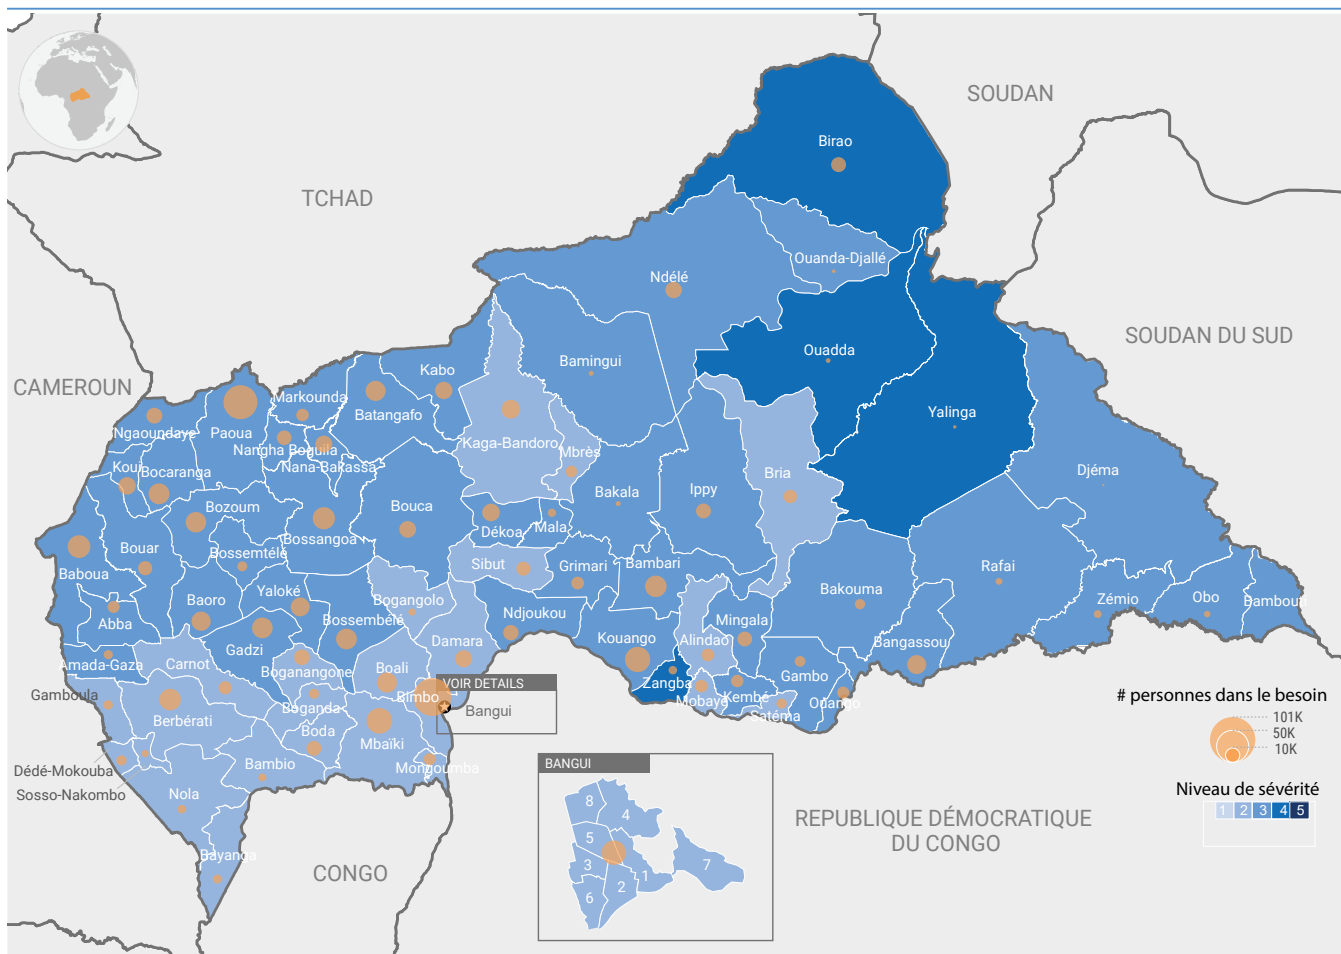 SOUDAN
Birao
TCHAD
Ouanda-Djallé
Ndélé
SOUDAN DU SUD
Ouadda
Kabo
Bamingui
CAMEROUN
Markounda
Batangafo
Yalinga
Ngaoundaye
Paoua
Kaga-Bandoro
Nangha Boguila
Mbrès
Nana-Bakassa
Koui
Bocaranga
Bria
Djéma
Bakala
Ippy
Bozoum
Bouca
Bossangoa
Dékoa
Mala
Bouar
Bossemtélé
Sibut
Grimari
Bambari
Rafai
Baboua
Yaloké
Bogangolo
Bakouma
Baoro
Zémio
Obo
Bambouti
Abba
Bossembélé
Ndjoukou
Mingala
Gadzi
Damara
Kouango
Alindao
Bangassou
Amada-Gaza
Carnot
Boganangone
Boali
Gambo
Gamboula
VOIR DETAILS
Zangba
Bimbo
Kembé
Ouango
Mobaye
Boganda
Bangui
Satéma
Berbérati
Boda
Mbaïki
Dédé-Mokouba
Bambio
Mongoumba
Sosso-Nakombo
Nola
Bayanga
CONGO
REPUBLIQUE DÉMOCRATIQUE
DU CONGO
BANGUI
8
4
5
3
1
7
2
6
# personnes dans le besoin
101K
50K
10K
Niveau de sévérité
1 2 3 4 5